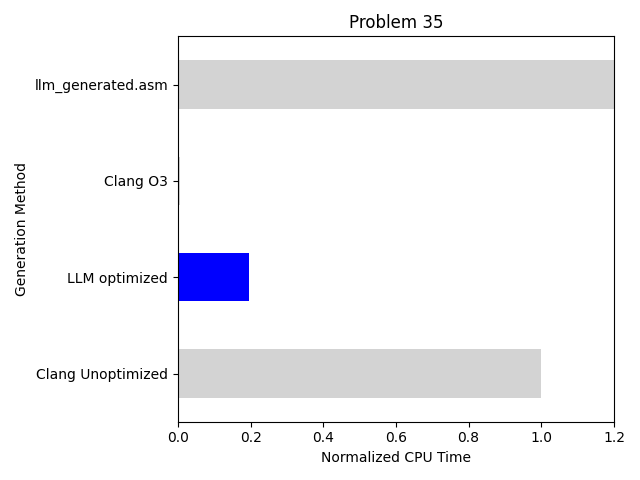 Problem 35
Generation Method
llm_generated.asm
Clang O3
LLM optimized
Clang Unoptimized
0.0 0.2 0.4 0.6 0.8 1.0 1.2
Normalized CPU Time